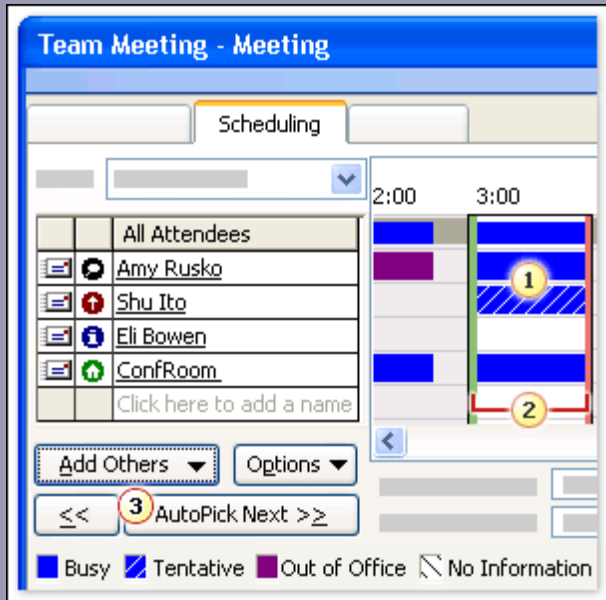 Team Meeting - Meeting
Scheduling
2:00 3:00
All Attendees
Amy Rusko
Shu Ito
Eli Bowen
ConfRoom
Click here to add a name
1
2
Add Others Options
3
<< AutoPick Next >>
Busy Tentative Out of Office No Information